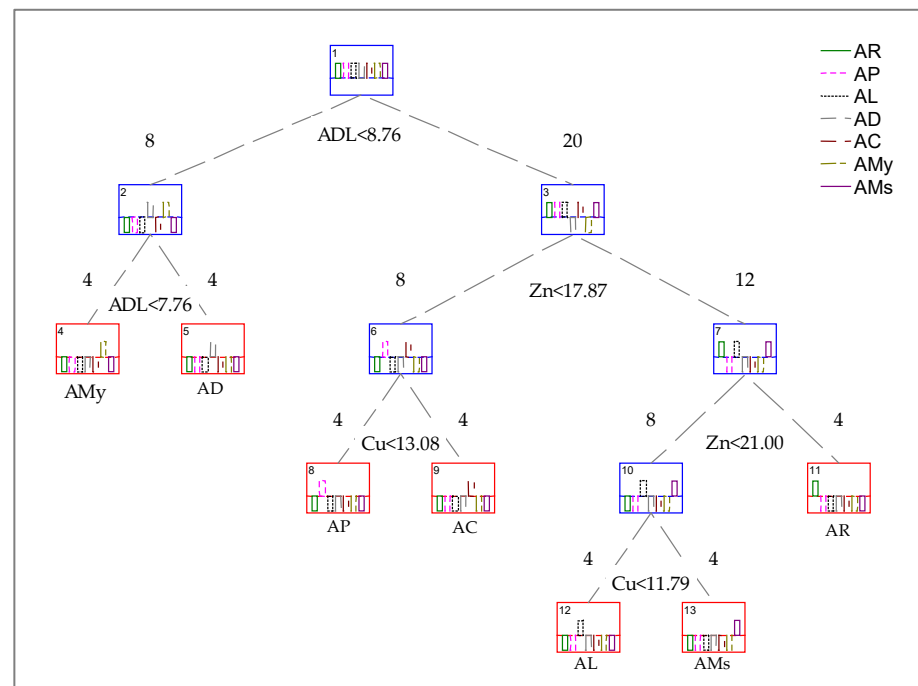 1
AR
AP
AL
AD
AC
AMy
AMs
8
ADL<8.76
20
2
3
4
ADL<7.76
4
8
Zn<17.87
12
4
5
6
7
AMy
AD
4
Cu<13.08
4
8
Zn<21.00
4
8
9
10
11
AP
AC
AR
4
Cu<11.79
4
12
13
AL
AMs